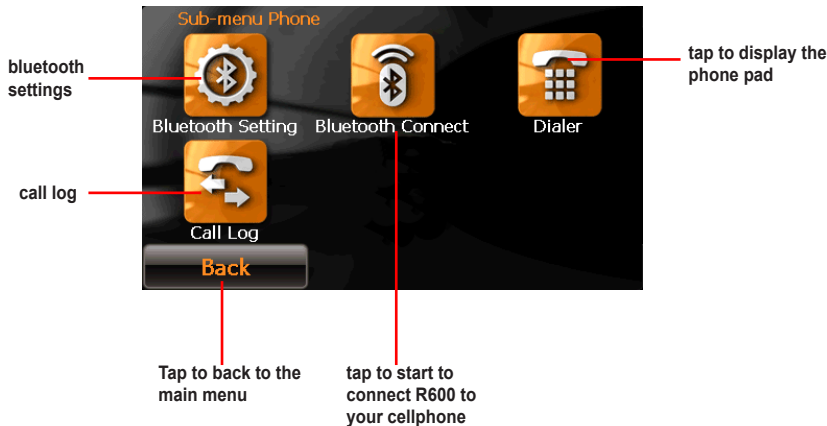 Sub-menu Phone
bluetooth
settings
tap to display the
phone pad
Bluetooth Setting
Bluetooth Connect
Dialer
call log
Call Log
Back
Tap to back to the
main menu
tap to start to
connect R600 to
your cellphone